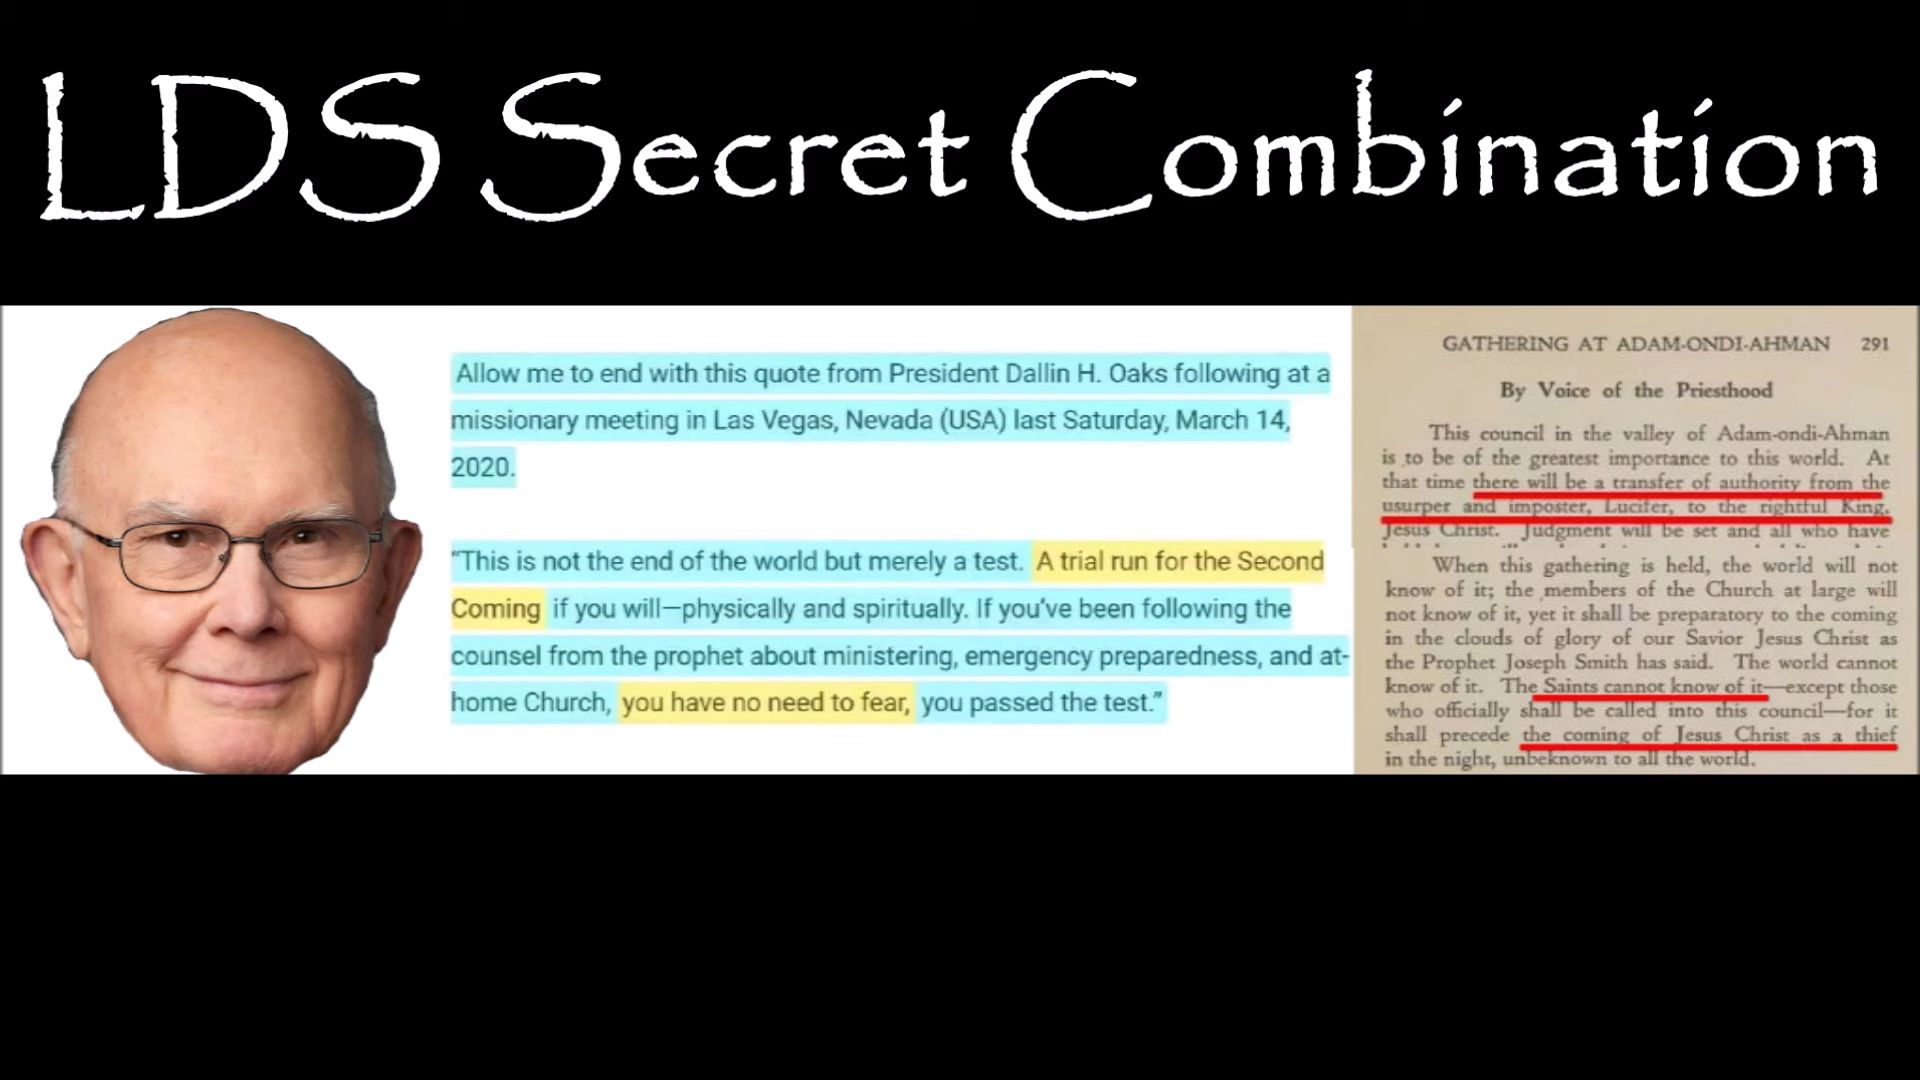 LDS Secret Combination
Allow me to end with this quote from President Dallin H. Oaks following at a
missionary meeting in Las Vegas, Nevada (USA) last Saturday, March 14,
2020.
“This is not the end of the world but merely a test. A trial run for the Second
Coming if you will—physically and spiritually. If you’ve been following the
counsel from the prophet about ministering, emergency preparedness, and at-
home Church, you have no need to fear, you passed the test.”
GATHERING AT ADAM-ONDI-AHMAN 291
By Voice of the Priesthood
This council in the valley of Adam-ondi-Ahman
is to be of the greatest importance to this world. At
that time there will be a transfer of authority from the
usurper and imposter, Lucifer, to the rightful King,
Jesus Christ. Judgment will be set and all who have
When this gathering is held, the world will not
know of it; the members of the Church at large will
not know of it, yet it shall be preparatory to the coming
in the clouds of glory of our Savior Jesus Christ as
the Prophet Joseph Smith has said. The world cannot
know of it. The Saints cannot know of it—except those
who officially shall be called into this council—for it
shall precede the coming of Jesus Christ as a thief
in the night, unbeknown to all the world.